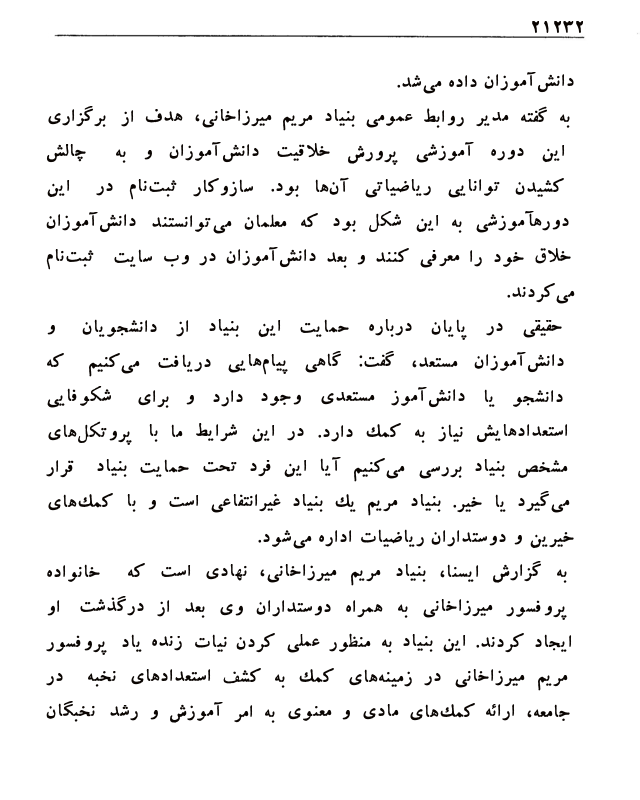 ۲۱۲۳۲
دانش‌آموزان داده می‌شد.
به گفته مدیر روابط عمومی بنیاد مریم میرزاخانی، هدف از برگزاری
این دوره آموزشی پرورش خلاقیت دانش‌آموزان و به چالش
کشیدن توانایی ریاضیاتی آن‌ها بود. سازوکار ثبت‌نام در این
دورهآموزشی به این شکل بود که معلمان می‌توانستند دانش‌آموزان
خلاق خود را معرفی کنند و بعد دانش‌آموزان در وب سایت ثبت‌نام
می‌کردند.
حقیقی در پایان درباره حمایت این بنیاد از دانشجویان و
دانش‌آموزان مستعد، گفت: گاهی پیام‌هایی دریافت می‌کنیم که
دانشجو یا دانش‌آموز مستعدی وجود دارد و برای شکوفایی
استعدادهایش نیاز به کمك دارد. در این شرایط ما با پروتکل‌های
مشخص بنیاد بررسی می‌کنیم آیا این فرد تحت حمایت بنیاد قرار
می‌گیرد یا خیر. بنیاد مریم یك بنیاد غیرانتفاعی است و با کمك‌های
خیرین و دوستداران ریاضیات اداره می‌شود.
به گزارش ایسنا، بنیاد مریم میرزاخانی، نهادی است که خانواده
پروفسور میرزاخانی به همراه دوستداران وی بعد از درگذشت او
ایجاد کردند. این بنیاد به منظور عملی کردن نیات زنده یاد پروفسور
مریم میرزاخانی در زمینه‌های کمك به کشف استعدادهای نخبه در
جامعه، ارائه کمك‌های مادی و معنوی به امر آموزش و رشد نخبگان